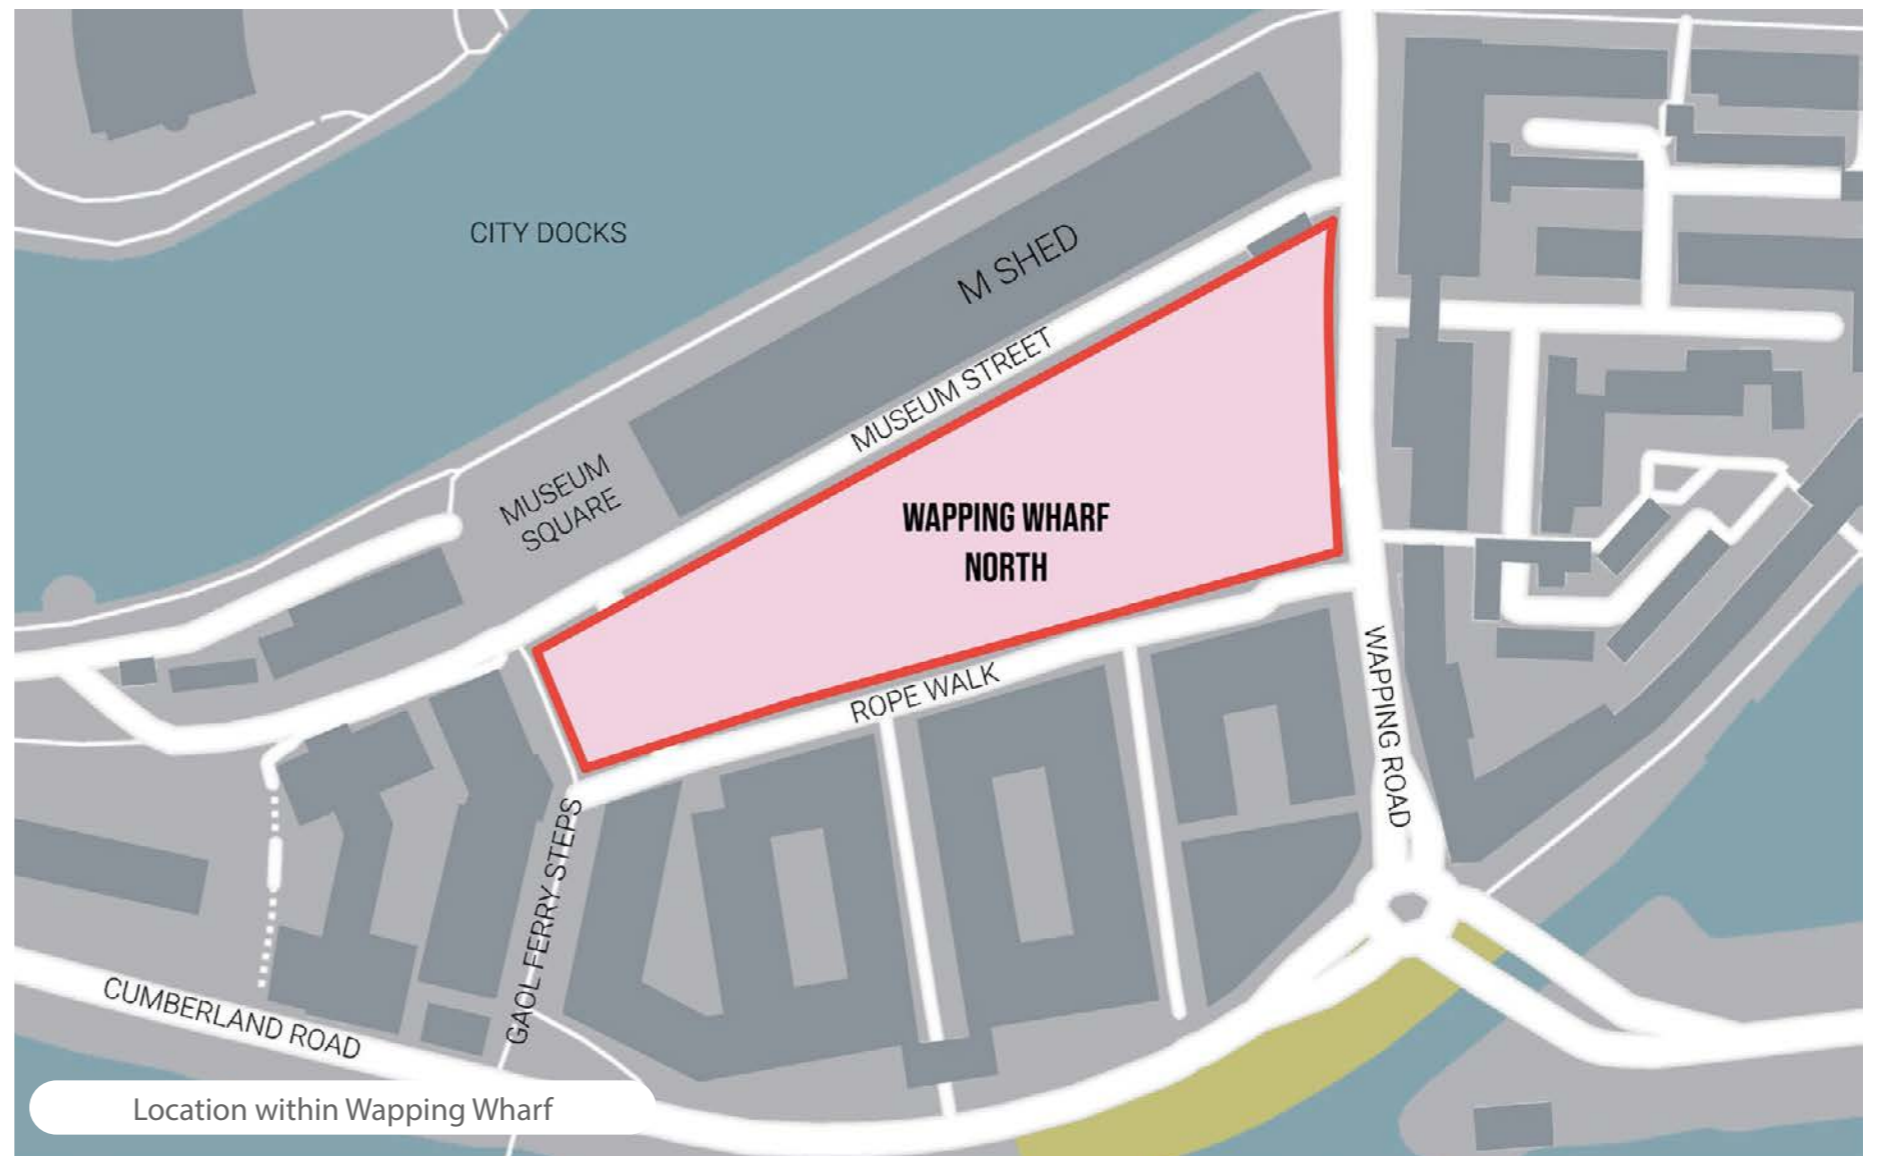 CITY DOCKS
M SHED
MUSEUM STREET
MUSEUM
SQUARE
WAPPING WHARF
NORTH
ROPE WALK
WAPPING ROAD
GAOL FERRY STEPS
CUMBERLAND ROAD
Location within Wapping Wharf